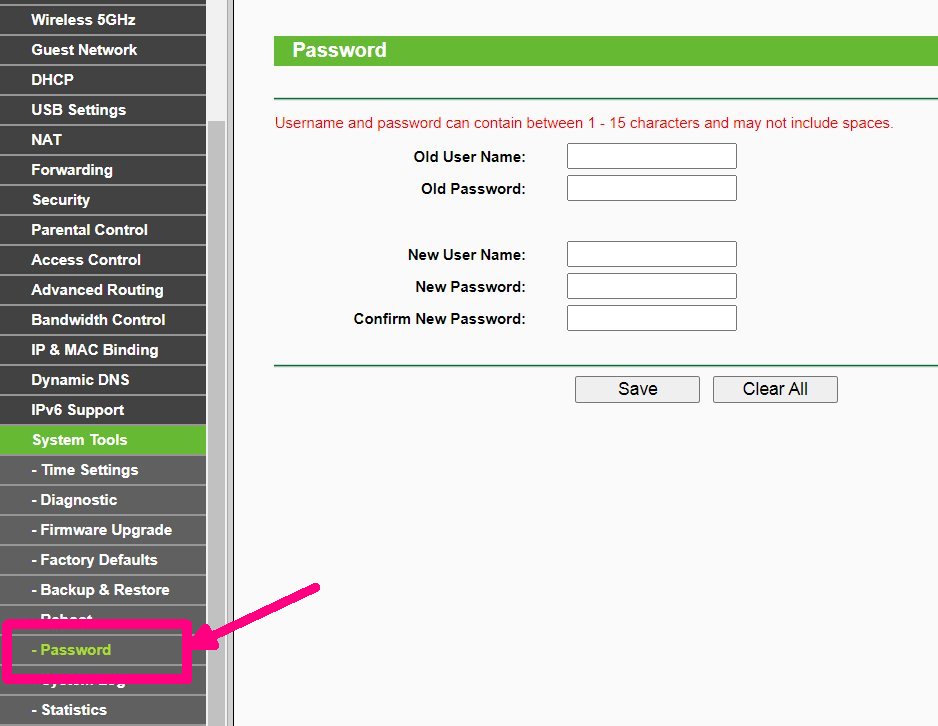 Wireless 5GHz
Guest Network
DHCP
USB Settings
NAT
Forwarding
Security
Parental Control
Access Control
Advanced Routing
Bandwidth Control
IP & MAC Binding
Dynamic DNS
IPv6 Support
System Tools
- Time Settings
- Diagnostic
- Firmware Upgrade
- Factory Defaults
- Backup & Restore
- Reboot
- Password
- System Log
- Statistics
Password
Username and password can contain between 1 - 15 characters and may not include spaces.
Old User Name:
Old Password:
New User Name:
New Password:
Confirm New Password:
Save Clear All